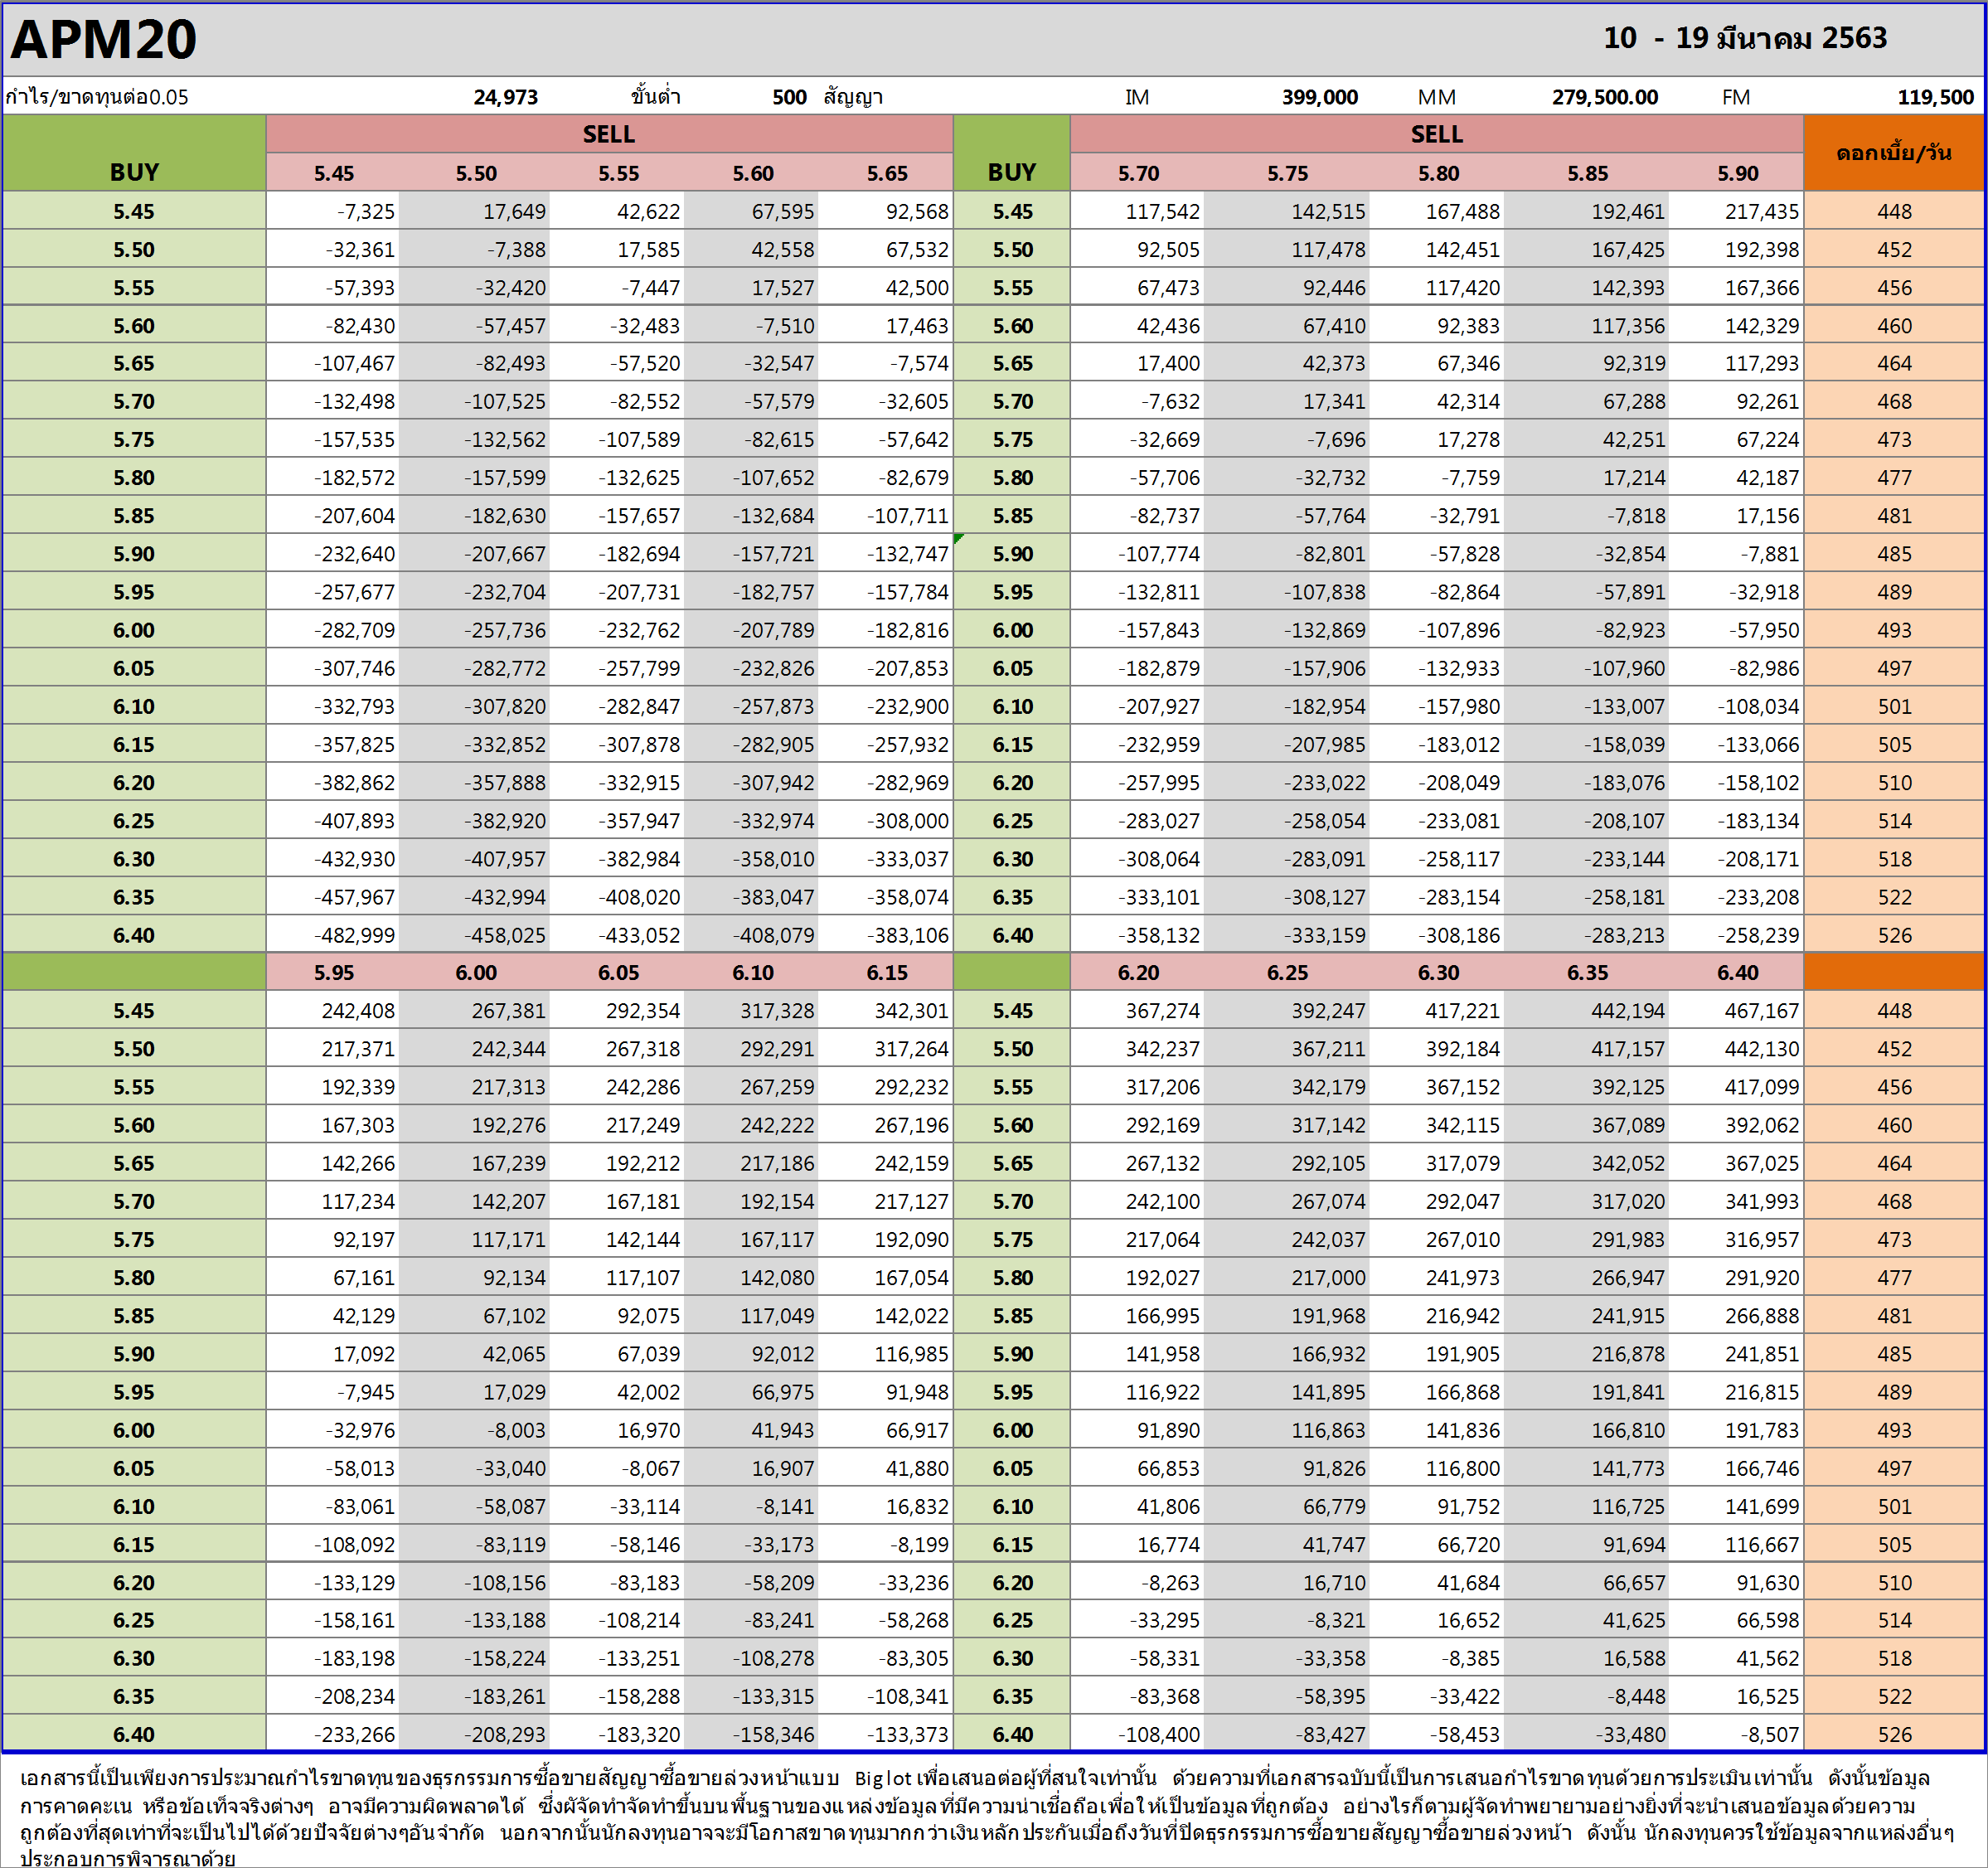 APM20 10 - 19 มีนาคม 2563
กำไร/ขาดทุนต่อ0.05 24,973 ขั้นต่ำ 500 สัญญา IM 399,000 MM 279,500.00 FM 119,500
BUY SELL BUY SELL ดอกเบี้ย/วัน
5.45 5.50 5.55 5.60 5.65 5.70 5.75 5.80 5.85 5.90
5.45 -7,325 17,649 42,622 67,595 92,568 5.45 117,542 142,515 167,488 192,461 217,435 448
5.50 -32,361 -7,388 17,585 42,558 67,532 5.50 92,505 117,478 142,451 167,425 192,398 452
5.55 -57,393 -32,420 -7,447 17,527 42,500 5.55 67,473 92,446 117,420 142,393 167,366 456
5.60 -82,430 -57,457 -32,483 -7,510 17,463 5.60 42,436 67,410 92,383 117,356 142,329 460
5.65 -107,467 -82,493 -57,520 -32,547 -7,574 5.65 17,400 42,373 67,346 92,319 117,293 464
5.70 -132,498 -107,525 -82,552 -57,579 -32,605 5.70 -7,632 17,341 42,314 67,288 92,261 468
5.75 -157,535 -132,562 -107,589 -82,615 -57,642 5.75 -32,669 -7,696 17,278 42,251 67,224 473
5.80 -182,572 -157,599 -132,625 -107,652 -82,679 5.80 -57,706 -32,732 -7,759 17,214 42,187 477
5.85 -207,604 -182,630 -157,657 -132,684 -107,711 5.85 -82,737 -57,764 -32,791 -7,818 17,156 481
5.90 -232,640 -207,667 -182,694 -157,721 -132,747 5.90 -107,774 -82,801 -57,828 -32,854 -7,881 485
5.95 -257,677 -232,704 -207,731 -182,757 -157,784 5.95 -132,811 -107,838 -82,864 -57,891 -32,918 489
6.00 -282,709 -257,736 -232,762 -207,789 -182,816 6.00 -157,843 -132,869 -107,896 -82,923 -57,950 493
6.05 -307,746 -282,772 -257,799 -232,826 -207,853 6.05 -182,879 -157,906 -132,933 -107,960 -82,986 497
6.10 -332,793 -307,820 -282,847 -257,873 -232,900 6.10 -207,927 -182,954 -157,980 -133,007 -108,034 501
6.15 -357,825 -332,852 -307,878 -282,905 -257,932 6.15 -232,959 -207,985 -183,012 -158,039 -133,066 505
6.20 -382,862 -357,888 -332,915 -307,942 -282,969 6.20 -257,995 -233,022 -208,049 -183,076 -158,102 510
6.25 -407,893 -382,920 -357,947 -332,974 -308,000 6.25 -283,027 -258,054 -233,081 -208,107 -183,134 514
6.30 -432,930 -407,957 -382,984 -358,010 -333,037 6.30 -308,064 -283,091 -258,117 -233,144 -208,171 518
6.35 -457,967 -432,994 -408,020 -383,047 -358,074 6.35 -333,101 -308,127 -283,154 -258,181 -233,208 522
6.40 -482,999 -458,025 -433,052 -408,079 -383,106 6.40 -358,132 -333,159 -308,186 -283,213 -258,239 526
5.95 6.00 6.05 6.10 6.15 6.20 6.25 6.30 6.35 6.40
5.45 242,408 267,381 292,354 317,328 342,301 5.45 367,274 392,247 417,221 442,194 467,167 448
5.50 217,371 242,344 267,318 292,291 317,264 5.50 342,237 367,211 392,184 417,157 442,130 452
5.55 192,339 217,313 242,286 267,259 292,232 5.55 317,206 342,179 367,152 392,125 417,099 456
5.60 167,303 192,276 217,249 242,222 267,196 5.60 292,169 317,142 342,115 367,089 392,062 460
5.65 142,266 167,239 192,212 217,186 242,159 5.65 267,132 292,105 317,079 342,052 367,025 464
5.70 117,234 142,207 167,181 192,154 217,127 5.70 242,100 267,074 292,047 317,020 341,993 468
5.75 92,197 117,171 142,144 167,117 192,090 5.75 217,064 242,037 267,010 291,983 316,957 473
5.80 67,161 92,134 117,107 142,080 167,054 5.80 192,027 217,000 241,973 266,947 291,920 477
5.85 42,129 67,102 92,075 117,049 142,022 5.85 166,995 191,968 216,942 241,915 266,888 481
5.90 17,092 42,065 67,039 92,012 116,985 5.90 141,958 166,932 191,905 216,878 241,851 485
5.95 -7,945 17,029 42,002 66,975 91,948 5.95 116,922 141,895 166,868 191,841 216,815 489
6.00 -32,976 -8,003 16,970 41,943 66,917 6.00 91,890 116,863 141,836 166,810 191,783 493
6.05 -58,013 -33,040 -8,067 16,907 41,880 6.05 66,853 91,826 116,800 141,773 166,746 497
6.10 -83,061 -58,087 -33,114 -8,141 16,832 6.10 41,806 66,779 91,752 116,725 141,699 501
6.15 -108,092 -83,119 -58,146 -33,173 -8,199 6.15 16,774 41,747 66,720 91,694 116,667 505
6.20 -133,129 -108,156 -83,183 -58,209 -33,236 6.20 -8,263 16,710 41,684 66,657 91,630 510
6.25 -158,161 -133,188 -108,214 -83,241 -58,268 6.25 -33,295 -8,321 16,652 41,625 66,598 514
6.30 -183,198 -158,224 -133,251 -108,278 -83,305 6.30 -58,331 -33,358 -8,385 16,588 41,562 518
6.35 -208,234 -183,261 -158,288 -133,315 -108,341 6.35 -83,368 -58,395 -33,422 -8,448 16,525 522
6.40 -233,266 -208,293 -183,320 -158,346 -133,373 6.40 -108,400 -83,427 -58,453 -33,480 -8,507 526
เอกสารนี้เป็นเพียงการประมาณกำไรขาดทุนของธุรกรรมการซื้อขายสัญญาซื้อขายล่วงหน้าแบบ Big lot เพื่อเสนอต่อผู้ที่สนใจเท่านั้น ด้วยความที่เอกสารฉบับนี้เป็นการเสนอกำไรขาดทุนด้วยการประเมินเท่านั้น ดังนั้นข้อมูล
การคาดคะเน หรือข้อเท็จจริงต่างๆ อาจมีความผิดพลาดได้ ซึ่งผู้จัดทำจัดทำขึ้นบนพื้นฐานของแหล่งข้อมูลที่มีความน่าเชื่อถือเพื่อให้เป็นข้อมูลที่ถูกต้อง อย่างไรก็ตามผู้จัดทำพยายามอย่างยิ่งที่จะนำเสนอข้อมูลด้วยความ
ถูกต้องที่สุดเท่าที่จะเป็นไปได้ด้วยปัจจัยต่างๆอันจำกัด นอกจากนั้นนักลงทุนอาจจะมีโอกาสขาดทุนมากกว่าเงินหลักประกันเมื่อถึงวันที่ปิดธุรกรรมการซื้อขายสัญญาซื้อขายล่วงหน้า ดังนั้น นักลงทุนควรใช้ข้อมูลจากแหล่งอื่นๆ
ประกอบการพิจารณาด้วย